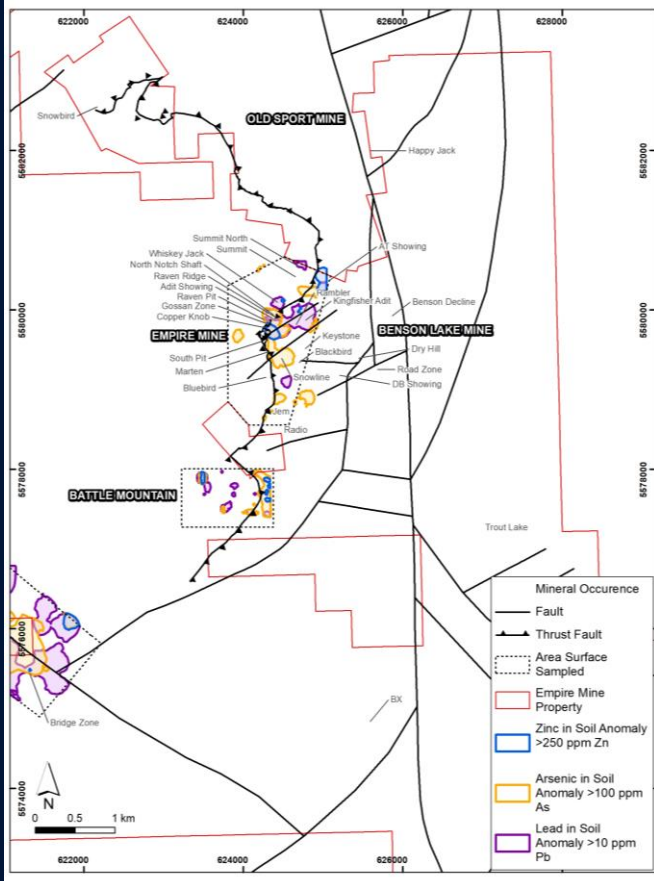 622000
624000
626000
628000
Snowbird
OLD SPORT MINE
5582000
5582000
Happy Jack
Summit North
Summit
AT Showing
Whiskey Jack
North Notch Shaft
Raven Ridge
Adit Showing
Raven Pit
Gossan Zone
Copper Knob
Rambler
Kingfisher Adit
Benson Decline
5580000
5580000
EMPIRE MINE
BENSON LAKE MINE
Keystone
Blackbird
Dry Hill
South Pit
Marten
Road Zone
Snowline
DB Showing
Bluebird
Jem
Radio
5578000
5578000
BATTLE MOUNTAIN
Trout Lake
5576000
Bridge Zone
BX
5574000
N
0 0.5 1 km
Mineral Occurence
Fault
Thrust Fault
Area Surface
Sampled
Empire Mine
Property
Zinc in Soil Anomaly
>250 ppm Zn
Arsenic in Soil
Anomaly >100 ppm
As
Lead in Soil
Anomaly >10 ppm
Pb
622000
624000
626000